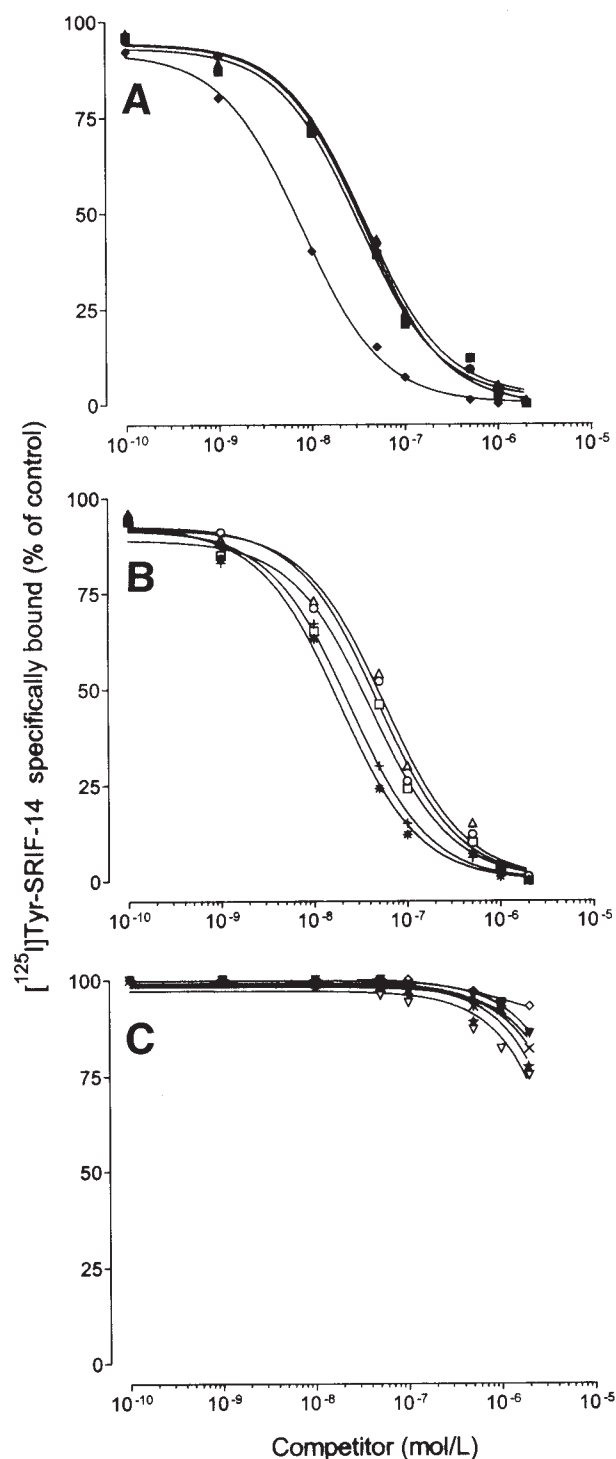 [¹²⁵I]Tyr-SRIF-14 specifically bound (% of control)
A
100
75
50
25
0
10⁻¹⁰ 10⁻⁹ 10⁻⁸ 10⁻⁷ 10⁻⁶ 10⁻⁵
B
100
75
50
25
0
10⁻¹⁰ 10⁻⁹ 10⁻⁸ 10⁻⁷ 10⁻⁶ 10⁻⁵
C
100
75
50
25
0
10⁻¹⁰ 10⁻⁹ 10⁻⁸ 10⁻⁷ 10⁻⁶ 10⁻⁵
Competitor (mol/L)